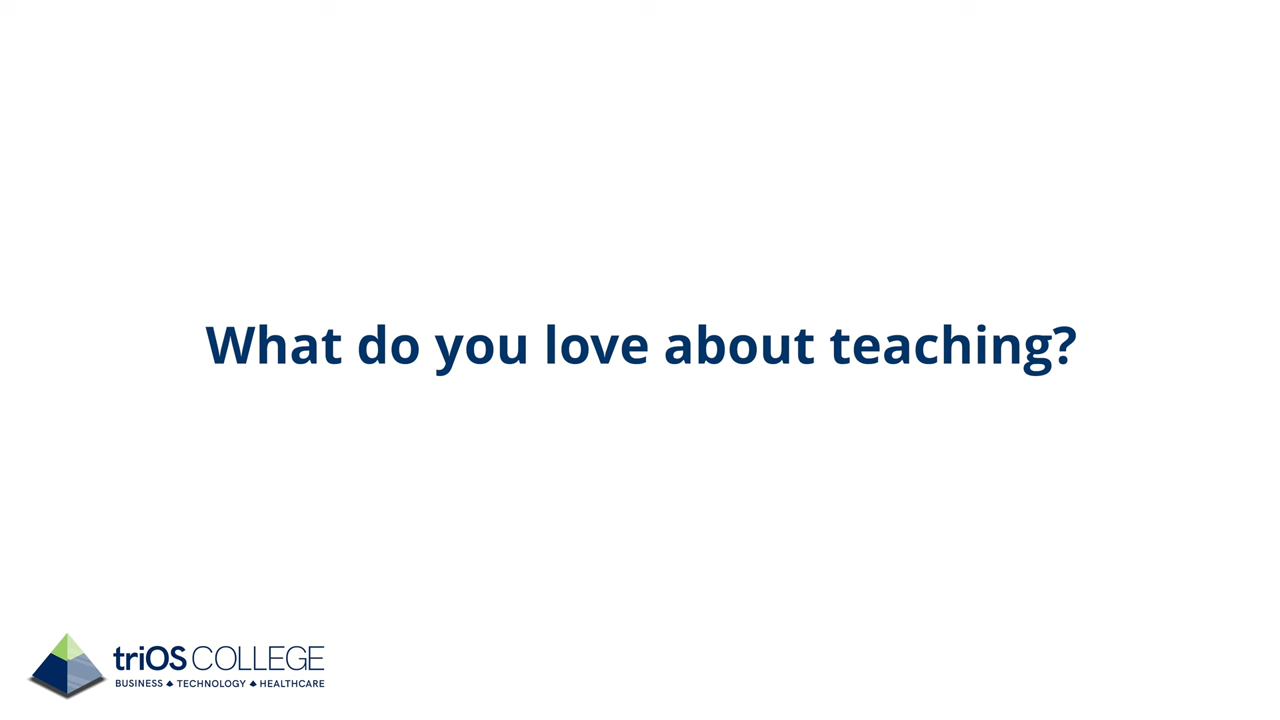 What do you love about teaching?
triOS COLLEGE
BUSINESS ♦ TECHNOLOGY ♦ HEALTHCARE